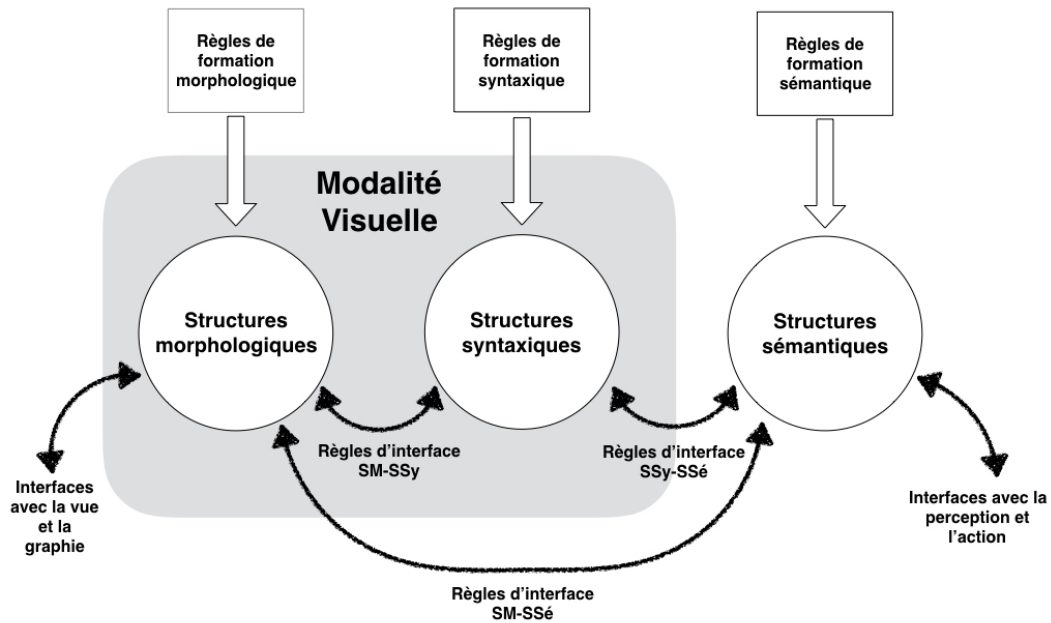 Règles de
formation
morphologique
Règles de
formation
syntaxique
Règles de
formation
sémantique
Modalité
Visuelle
Structures
morphologiques
Structures
syntaxiques
Structures
sémantiques
Règles d'interface
SM-SSy
Règles d'interface
SSy-SSé
Interfaces
avec la vue
et la
graphie
Interfaces avec la
perception et
l'action
Règles d'interface
SM-SSé